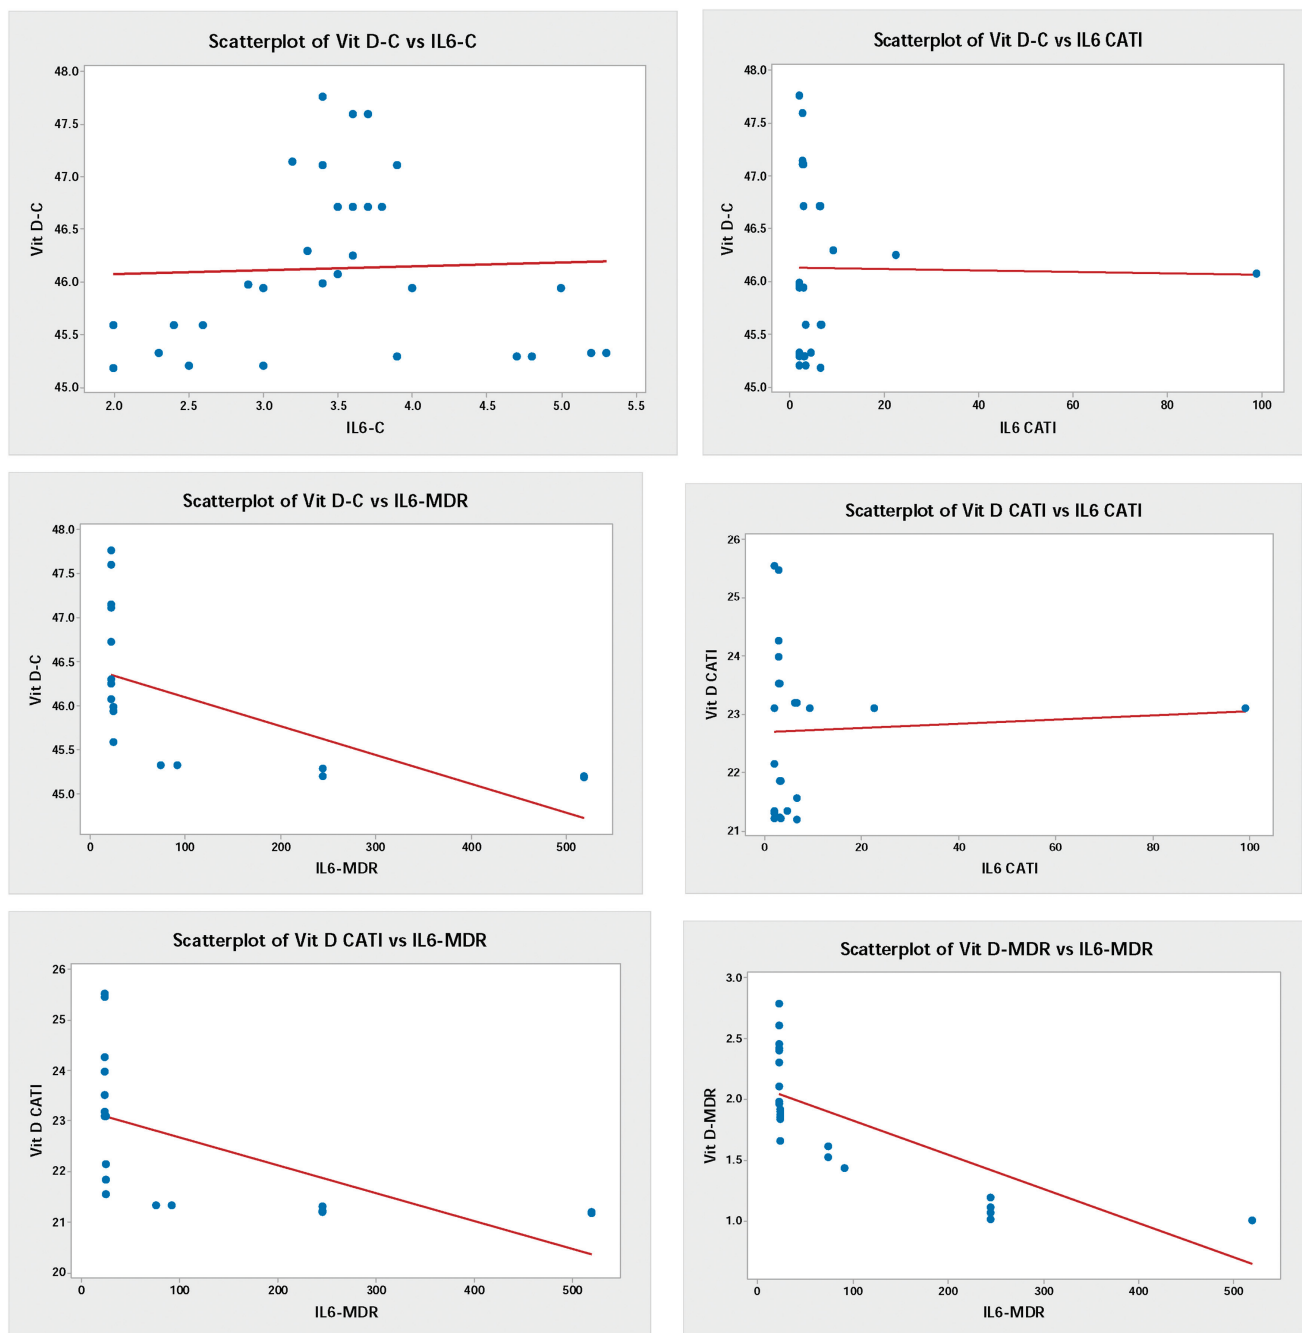 Scatterplot of Vit D-C vs IL6-C
48.0
47.5
47.0
46.5
46.0
45.5
45.0
Vit D-C
2.0 2.5 3.0 3.5 4.0 4.5 5.0 5.5
IL6-C
Scatterplot of Vit D-C vs IL6 CATI
48.0
47.5
47.0
46.5
46.0
45.5
45.0
Vit D-C
0 20 40 60 80 100
IL6 CATI
Scatterplot of Vit D-C vs IL6-MDR
48.0
47.5
47.0
46.5
46.0
45.5
45.0
Vit D-C
0 100 200 300 400 500
IL6-MDR
Scatterplot of Vit D CATI vs IL6 CATI
26
25
24
23
22
21
Vit D CATI
0 20 40 60 80 100
IL6 CATI
Scatterplot of Vit D CATI vs IL6-MDR
26
25
24
23
22
21
20
Vit D CATI
0 100 200 300 400 500
IL6-MDR
Scatterplot of Vit D-MDR vs IL6-MDR
3.0
2.5
2.0
1.5
1.0
Vit D-MDR
0 100 200 300 400 500
IL6-MDR